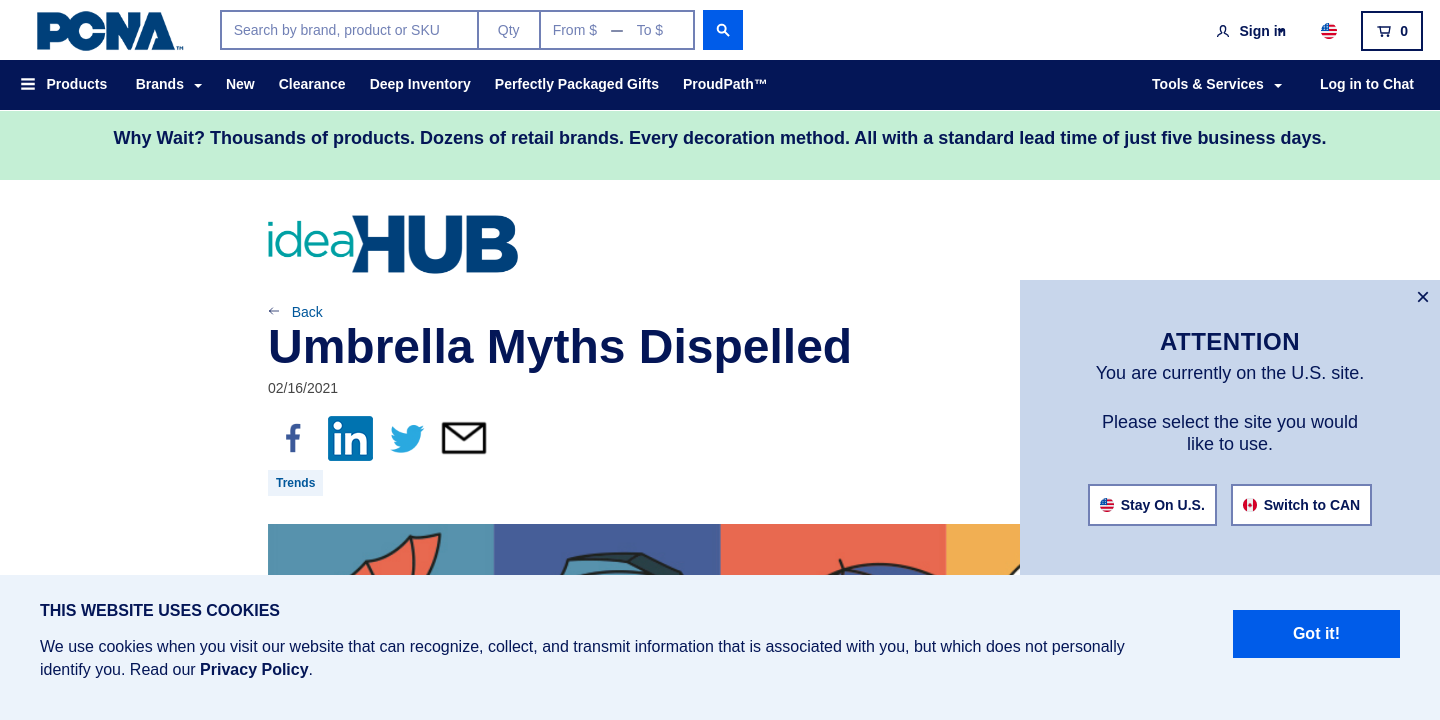 PCNA™
Search by brand, product or SKU
Qty
From $ — To $
Sign in
0
Products
Brands
New
Clearance
Deep Inventory
Perfectly Packaged Gifts
ProudPath™
Tools & Services
Log in to Chat
Why Wait? Thousands of products. Dozens of retail brands. Every decoration method. All with a standard lead time of just five business days.
ideaHUB
Back
Umbrella Myths Dispelled
02/16/2021
Trends
ATTENTION
You are currently on the U.S. site.
Please select the site you would
like to use.
Stay On U.S.
Switch to CAN
THIS WEBSITE USES COOKIES
We use cookies when you visit our website that can recognize, collect, and transmit information that is associated with you, but which does not personally
identify you. Read our Privacy Policy.
Got it!